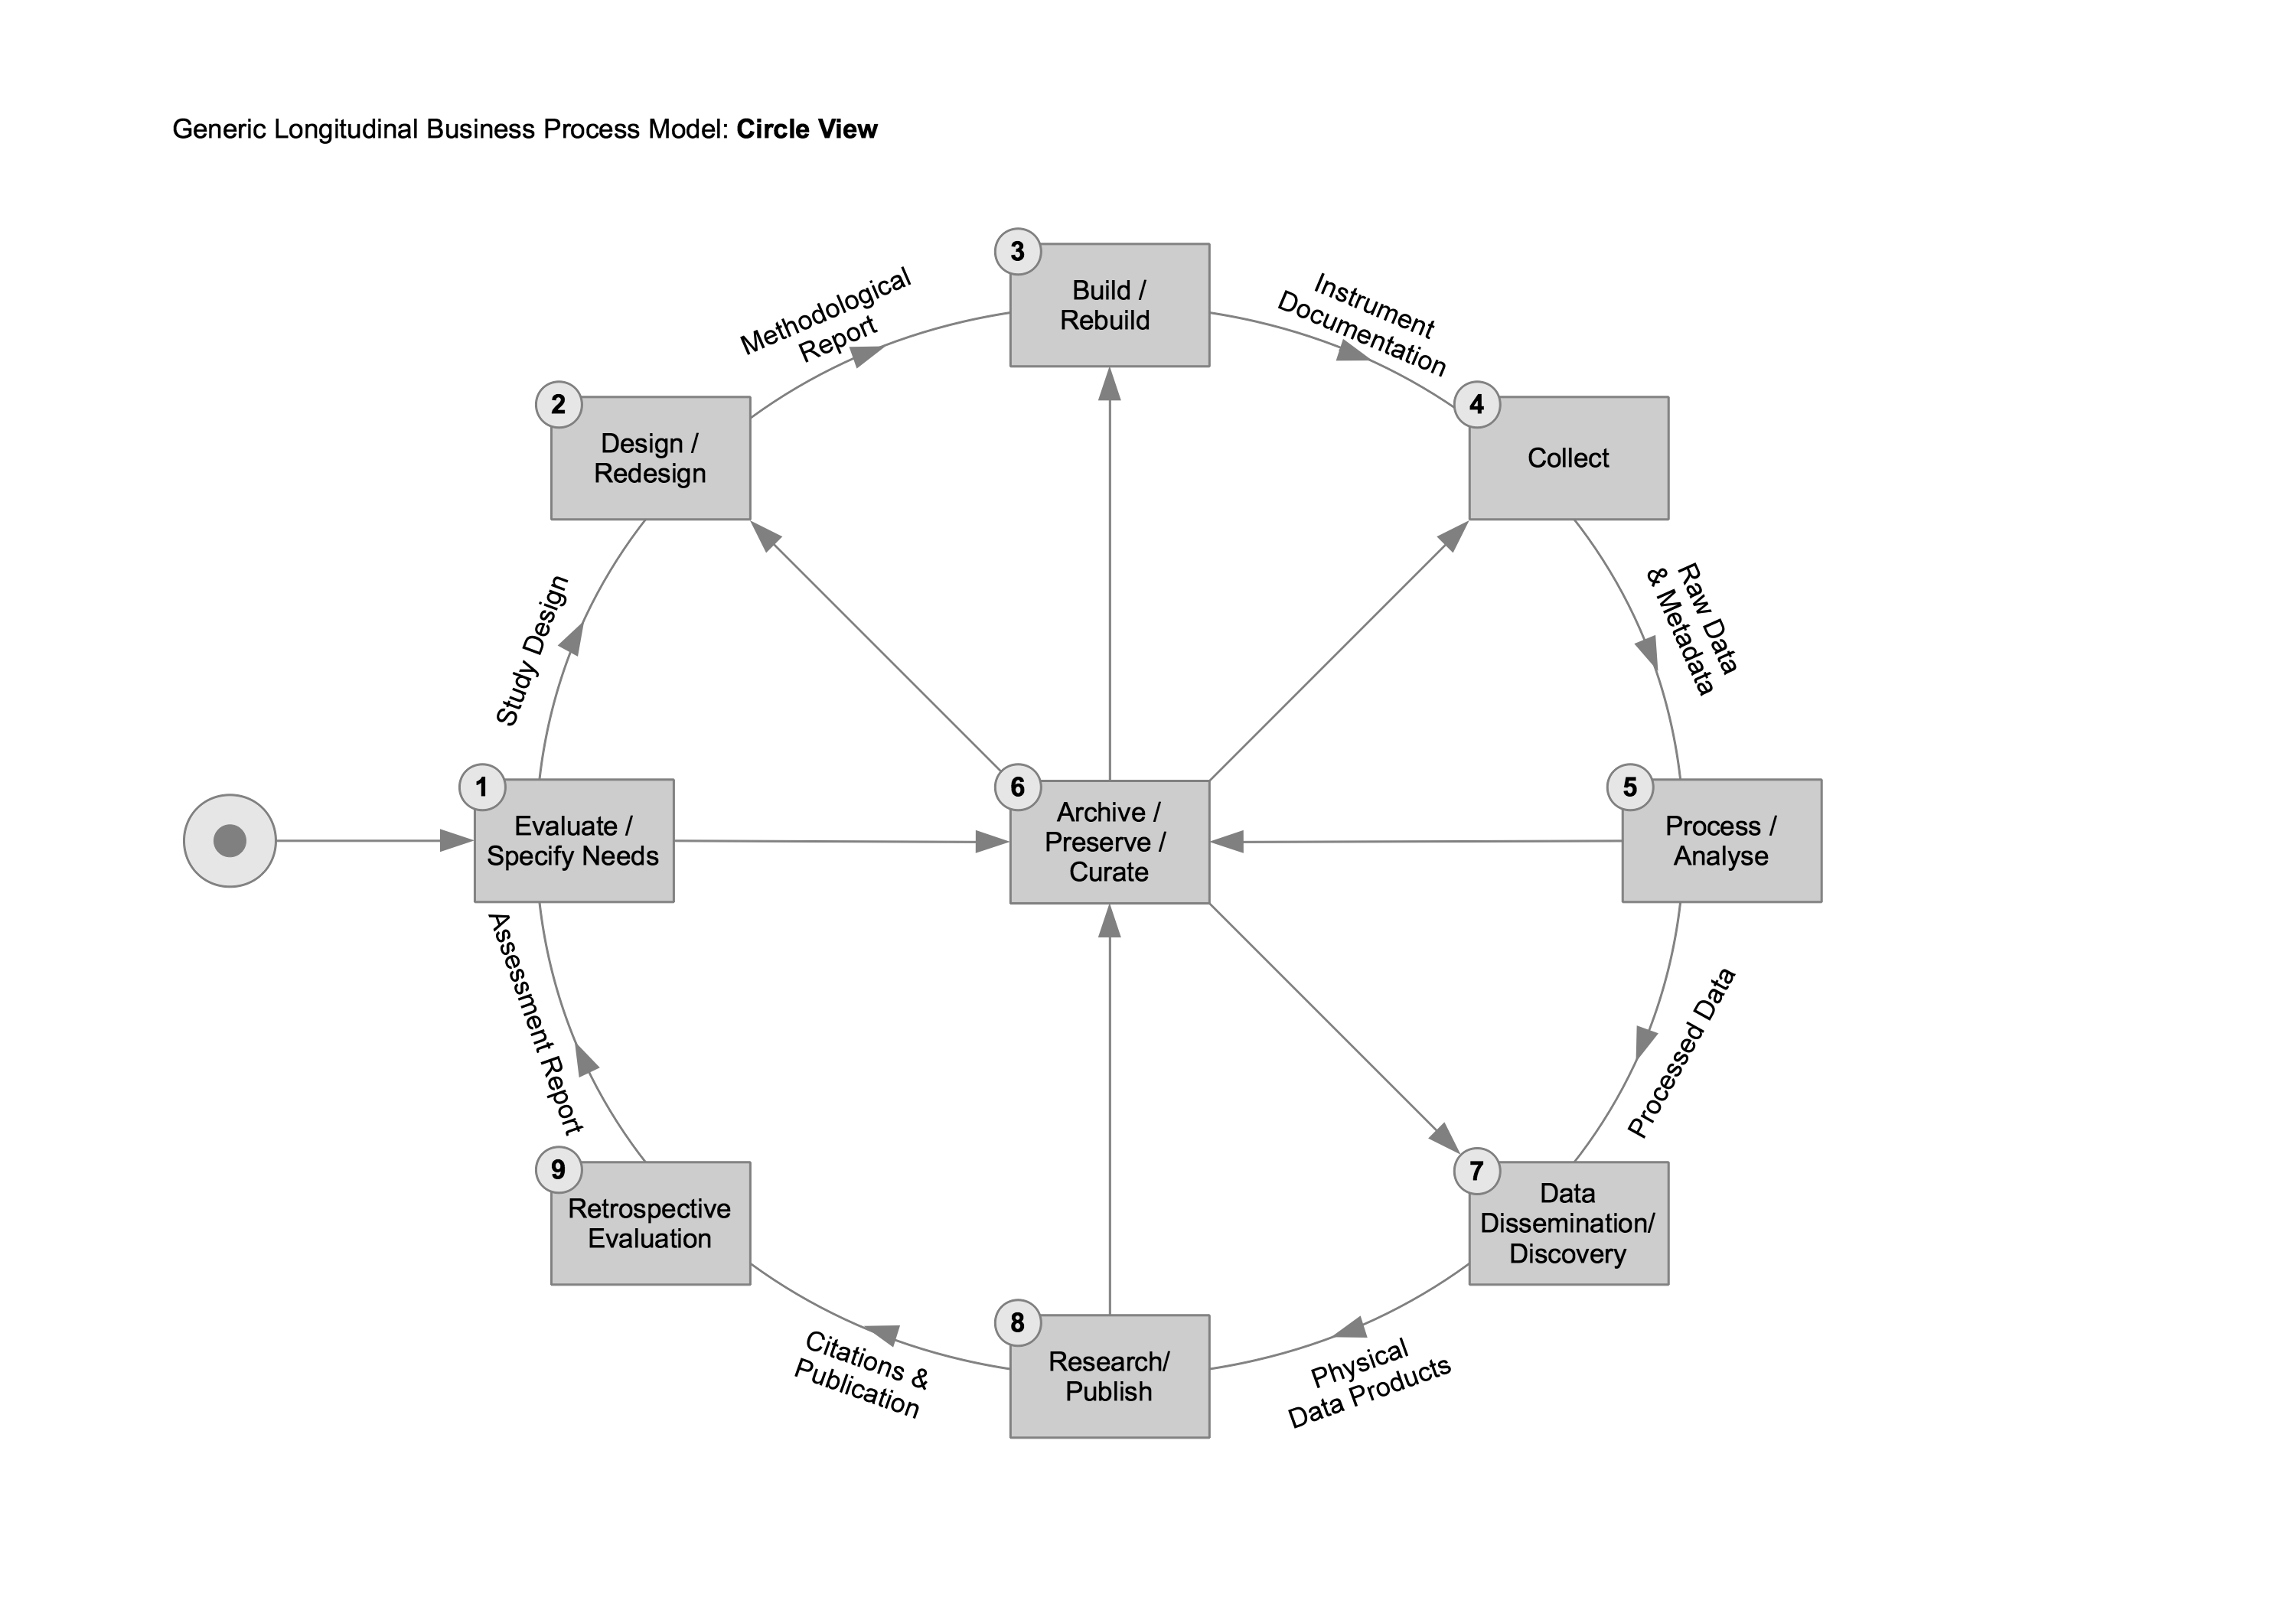 Generic Longitudinal Business Process Model: Circle View
3
Build /
Rebuild
Methodological
Report
Instrument
Documentation
2
Design /
Redesign
4
Collect
Study Design
Raw Data
& Metadata
1
Evaluate /
Specify Needs
6
Archive /
Preserve /
Curate
5
Process /
Analyse
Assessment Report
Processed Data
9
Retrospective
Evaluation
7
Data
Dissemination/
Discovery
8
Research/
Publish
Citations &
Publication
Physical
Data Products